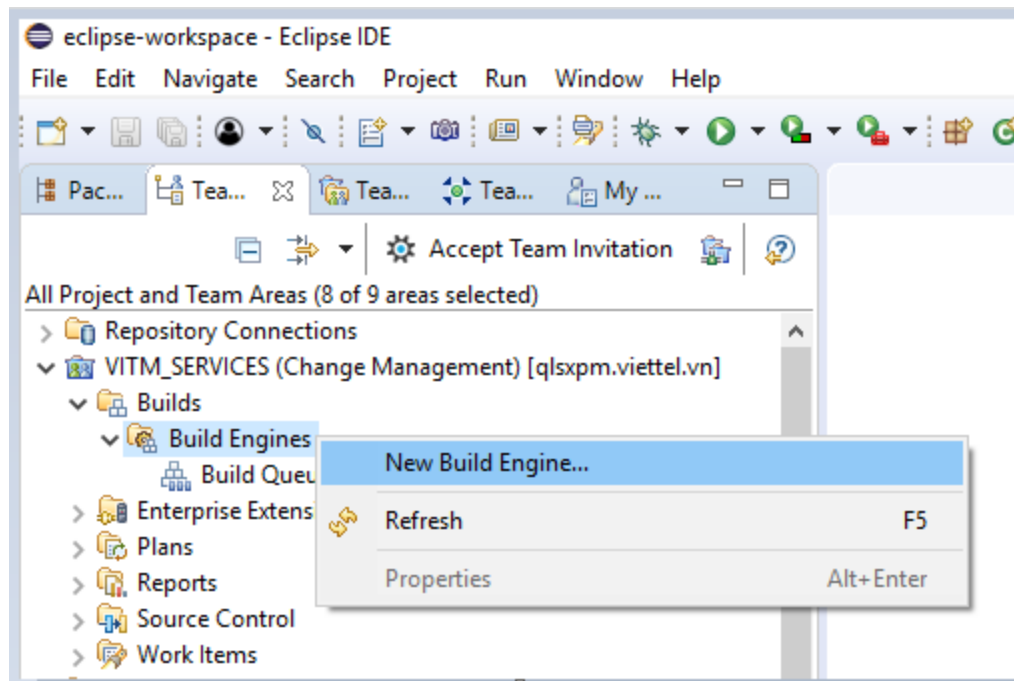 eclipse-workspace - Eclipse IDE
File Edit Navigate Search Project Run Window Help
Pac... Tea... Tea... Tea... My ...
Accept Team Invitation
All Project and Team Areas (8 of 9 areas selected)
Repository Connections
VITM_SERVICES (Change Management) [qlsxpm.viettel.vn]
Builds
Build Engines
New Build Engine...
Build Queu
Enterprise Extens
Refresh F5
Plans
Reports
Properties Alt+Enter
Source Control
Work Items